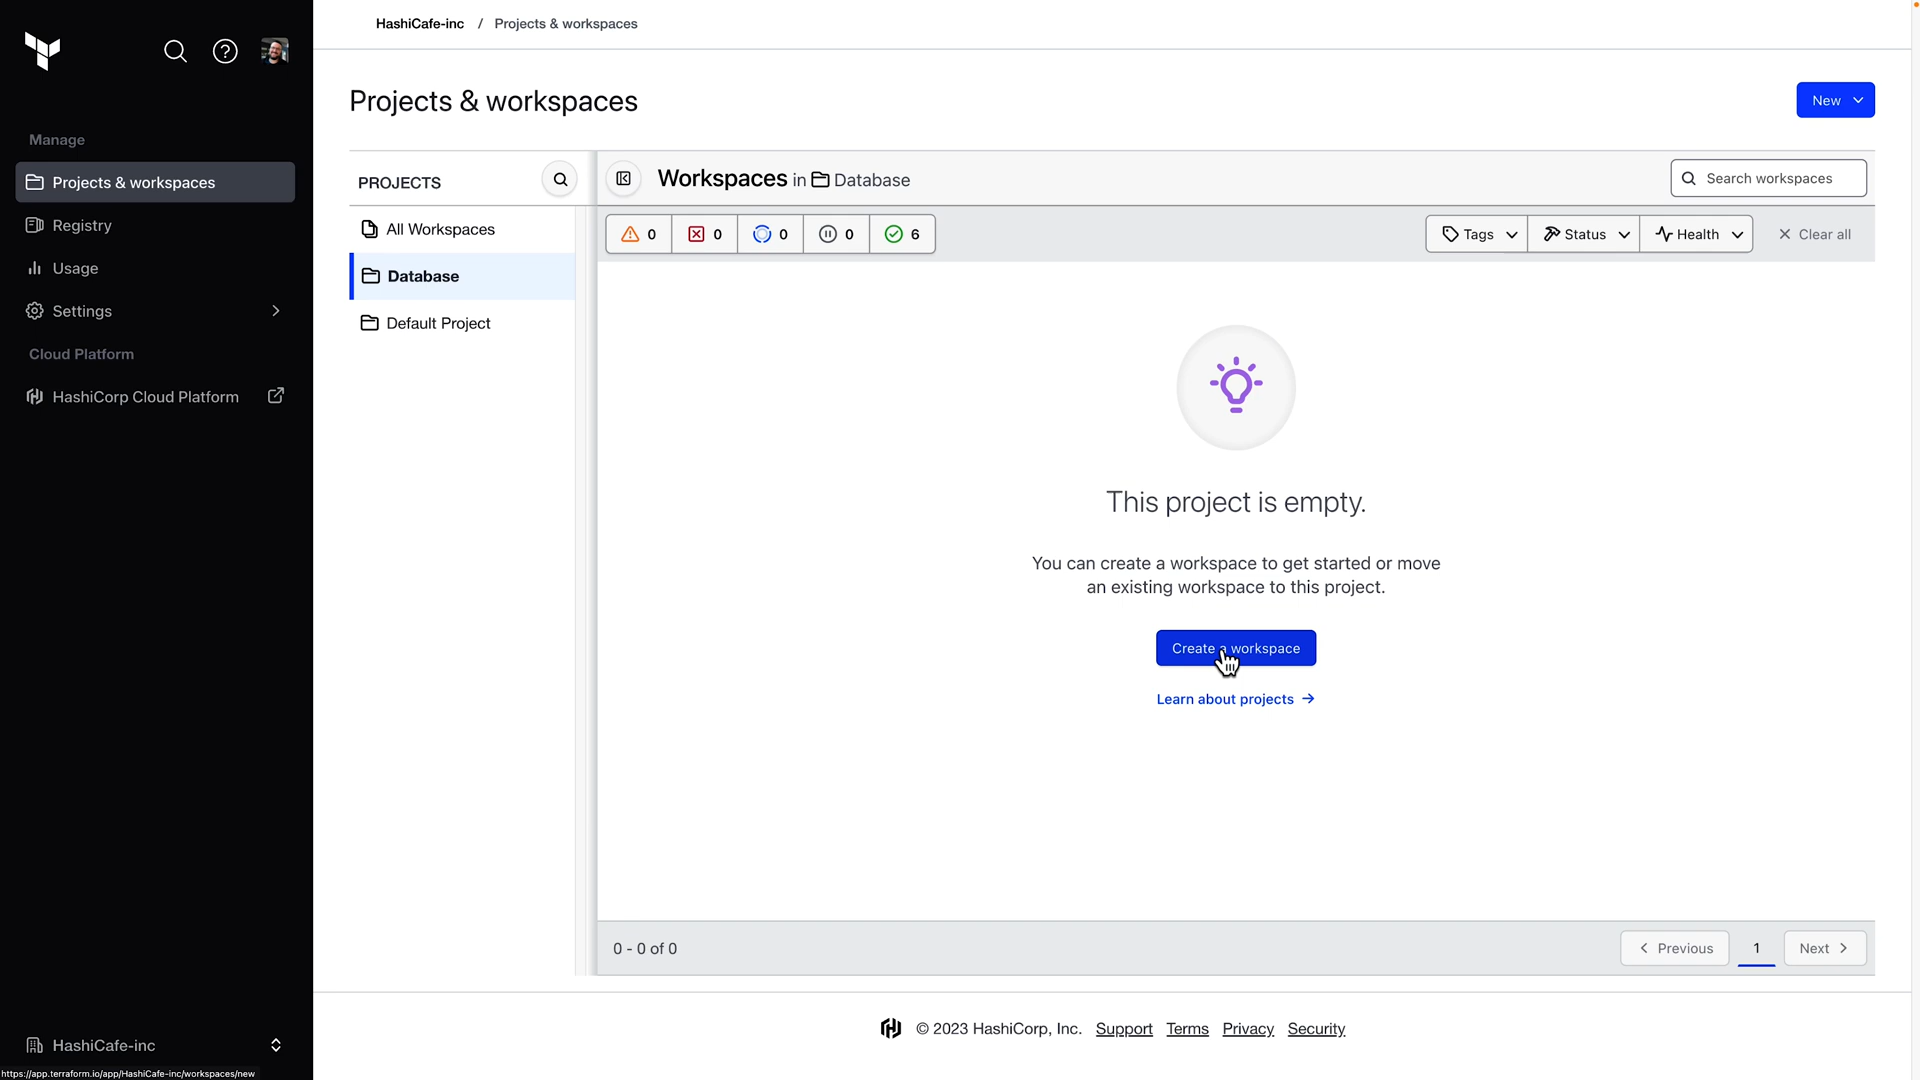 HashiCafe-inc / Projects & workspaces
Manage
Projects & workspaces
Registry
Usage
Settings
Cloud Platform
HashiCorp Cloud Platform
HashiCafe-inc
https://app.terraform.io/app/HashiCafe-inc/workspaces/new
Projects & workspaces
New
PROJECTS
All Workspaces
Database
Default Project
Workspaces in Database
Search workspaces
0 0 0 0 6
Tags Status Health Clear all
This project is empty.
You can create a workspace to get started or move
an existing workspace to this project.
Create a workspace
Learn about projects
0 - 0 of 0
Previous 1 Next
© 2023 HashiCorp, Inc. Support Terms Privacy Security